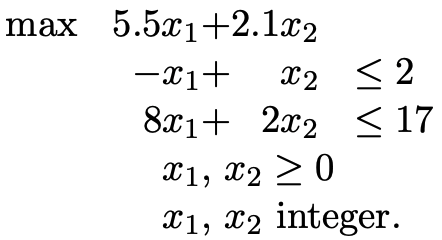 max 5.5x₁+2.1x₂
−x₁+ x₂ ≤ 2
8x₁+ 2x₂ ≤ 17
x₁, x₂ ≥ 0
x₁, x₂ integer.